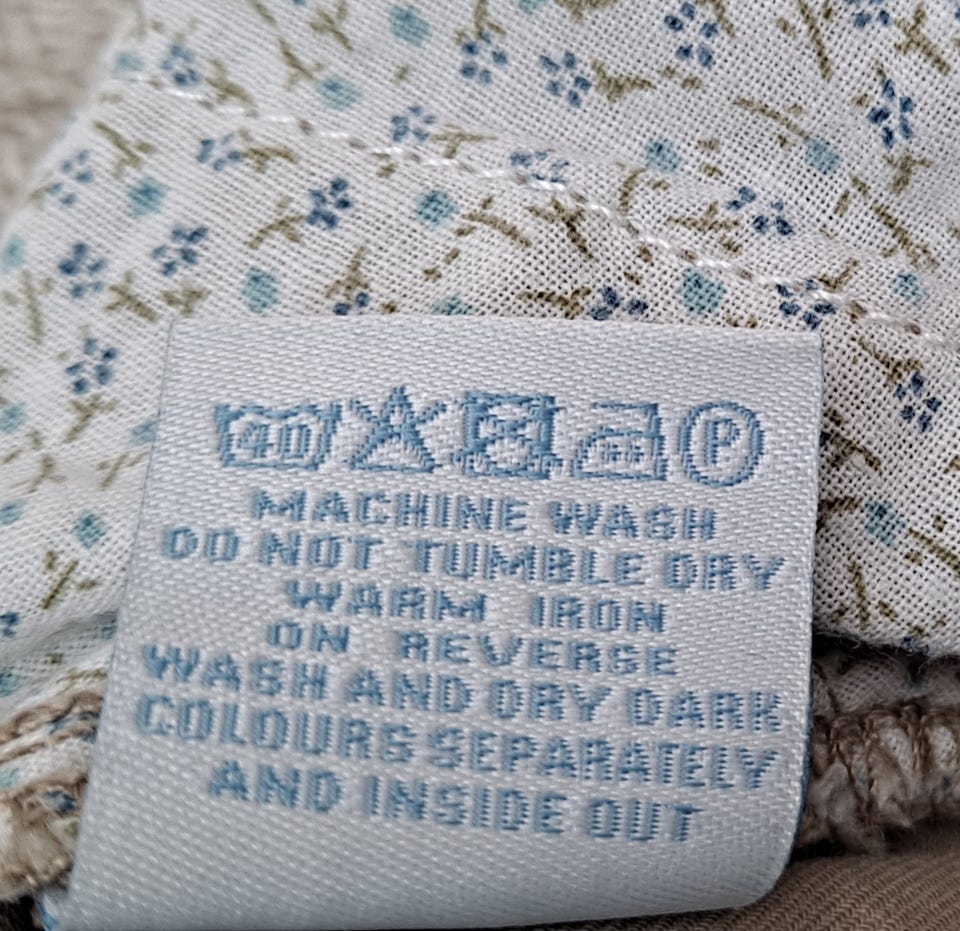 40 P
MACHINE WASH
DO NOT TUMBLE DRY
WARM IRON
ON REVERSE
WASH AND DRY DARK
COLOURS SEPARATELY
AND INSIDE OUT